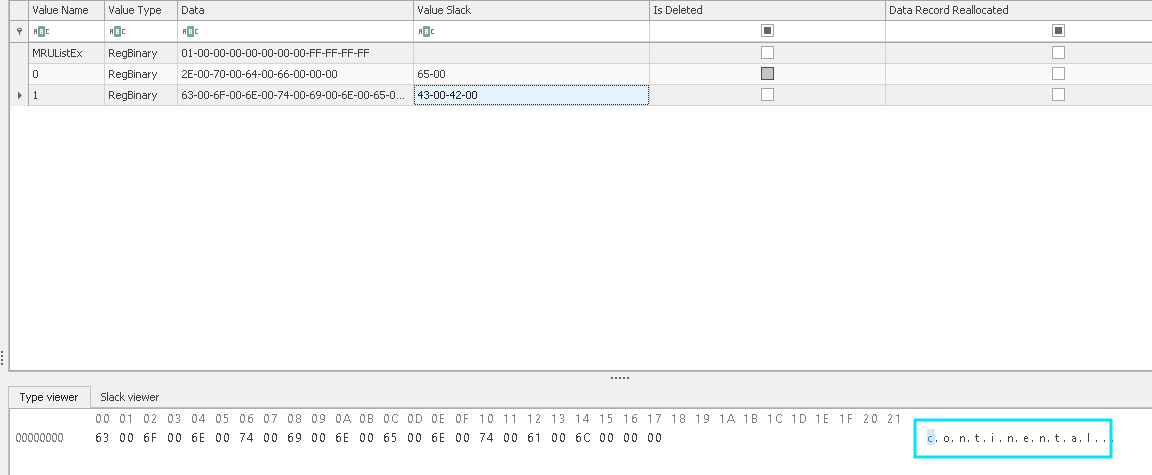 Value Name Value Type Data Value Slack Is Deleted Data Record Reallocated
ABC ABC ABC ABC
MRUListEx RegBinary 01-00-00-00-00-00-00-00-FF-FF-FF-FF
0 RegBinary 2E-00-70-00-64-00-66-00-00-00 65-00
1 RegBinary 63-00-6F-00-6E-00-74-00-69-00-6E-00-65-0... 43-00-42-00
Type viewer Slack viewer
00 01 02 03 04 05 06 07 08 09 0A 0B 0C 0D 0E 0F 10 11 12 13 14 15 16 17 18 19 1A 1B 1C 1D 1E 1F 20 21
00000000 63 00 6F 00 6E 00 74 00 69 00 6E 00 65 00 6E 00 74 00 61 00 6C 00 00 00 c.o.n.t.i.n.e.n.t.a.l...